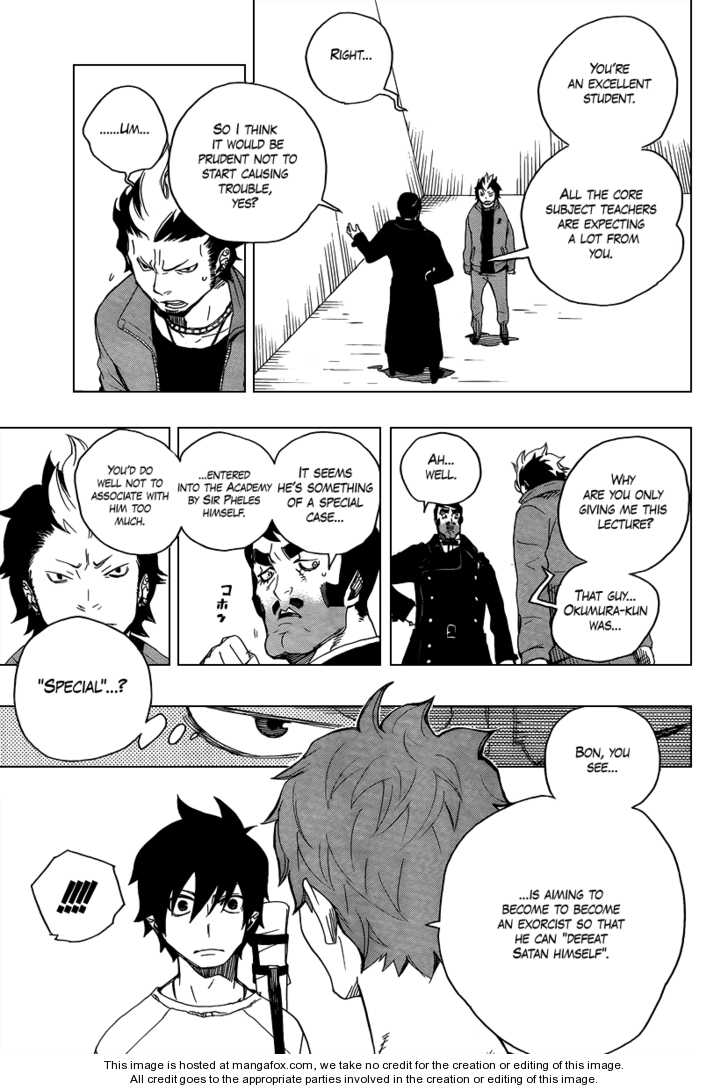 YOU'RE
AN EXCELLENT
STUDENT.
ALL THE CORE
SUBJECT TEACHERS
ARE EXPECTING
A LOT FROM
YOU.
RIGHT...
SO I THINK
IT WOULD BE
PRUDENT NOT TO
START CAUSING
TROUBLE,
YES?
......UM...
WHY
ARE YOU ONLY
GIVING ME THIS
LECTURE?
THAT GUY...
OKUMURA-KUN
WAS...
AH...
WELL.
IT SEEMS
HE'S SOMETHING
OF A SPECIAL
CASE...
...ENTERED
INTO THE ACADEMY
BY SIR PHELES
HIMSELF.
コホッ
YOU'D DO
WELL NOT TO
ASSOCIATE WITH
HIM TOO
MUCH.
"SPECIAL"...?
BON, YOU
SEE...
...IS AIMING TO
BECOME TO BECOME
AN EXORCIST SO THAT
HE CAN "DEFEAT
SATAN HIMSELF".
!!!!
This image is hosted at mangafox.com, we take no credit for the creation or editing of this image.
All credit goes to the appropriate parties involved in the creation or editing of this image.